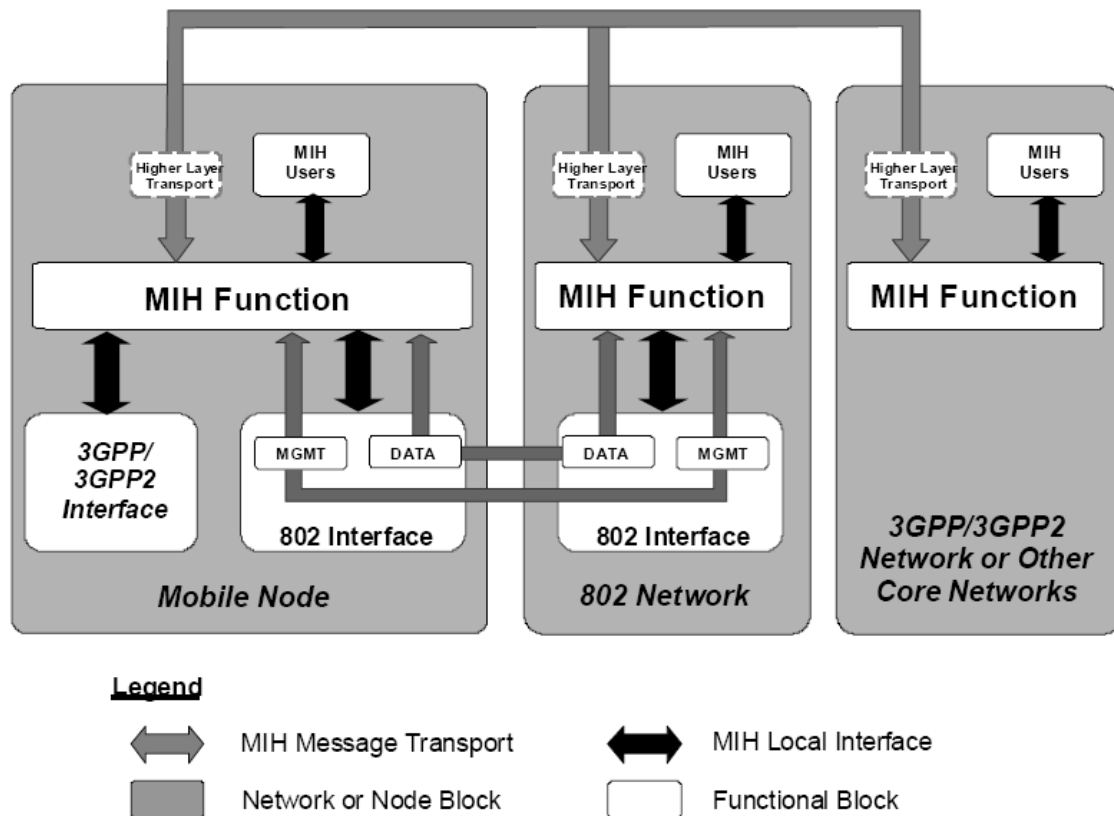 Higher Layer
Transport
MIH
Users
MIH Function
3GPP/
3GPP2
Interface
MGMT
DATA
802 Interface
Mobile Node
Higher Layer
Transport
MIH
Users
MIH Function
DATA
MGMT
802 Interface
802 Network
Higher Layer
Transport
MIH
Users
MIH Function
3GPP/3GPP2
Network or Other
Core Networks
Legend
MIH Message Transport
MIH Local Interface
Network or Node Block
Functional Block